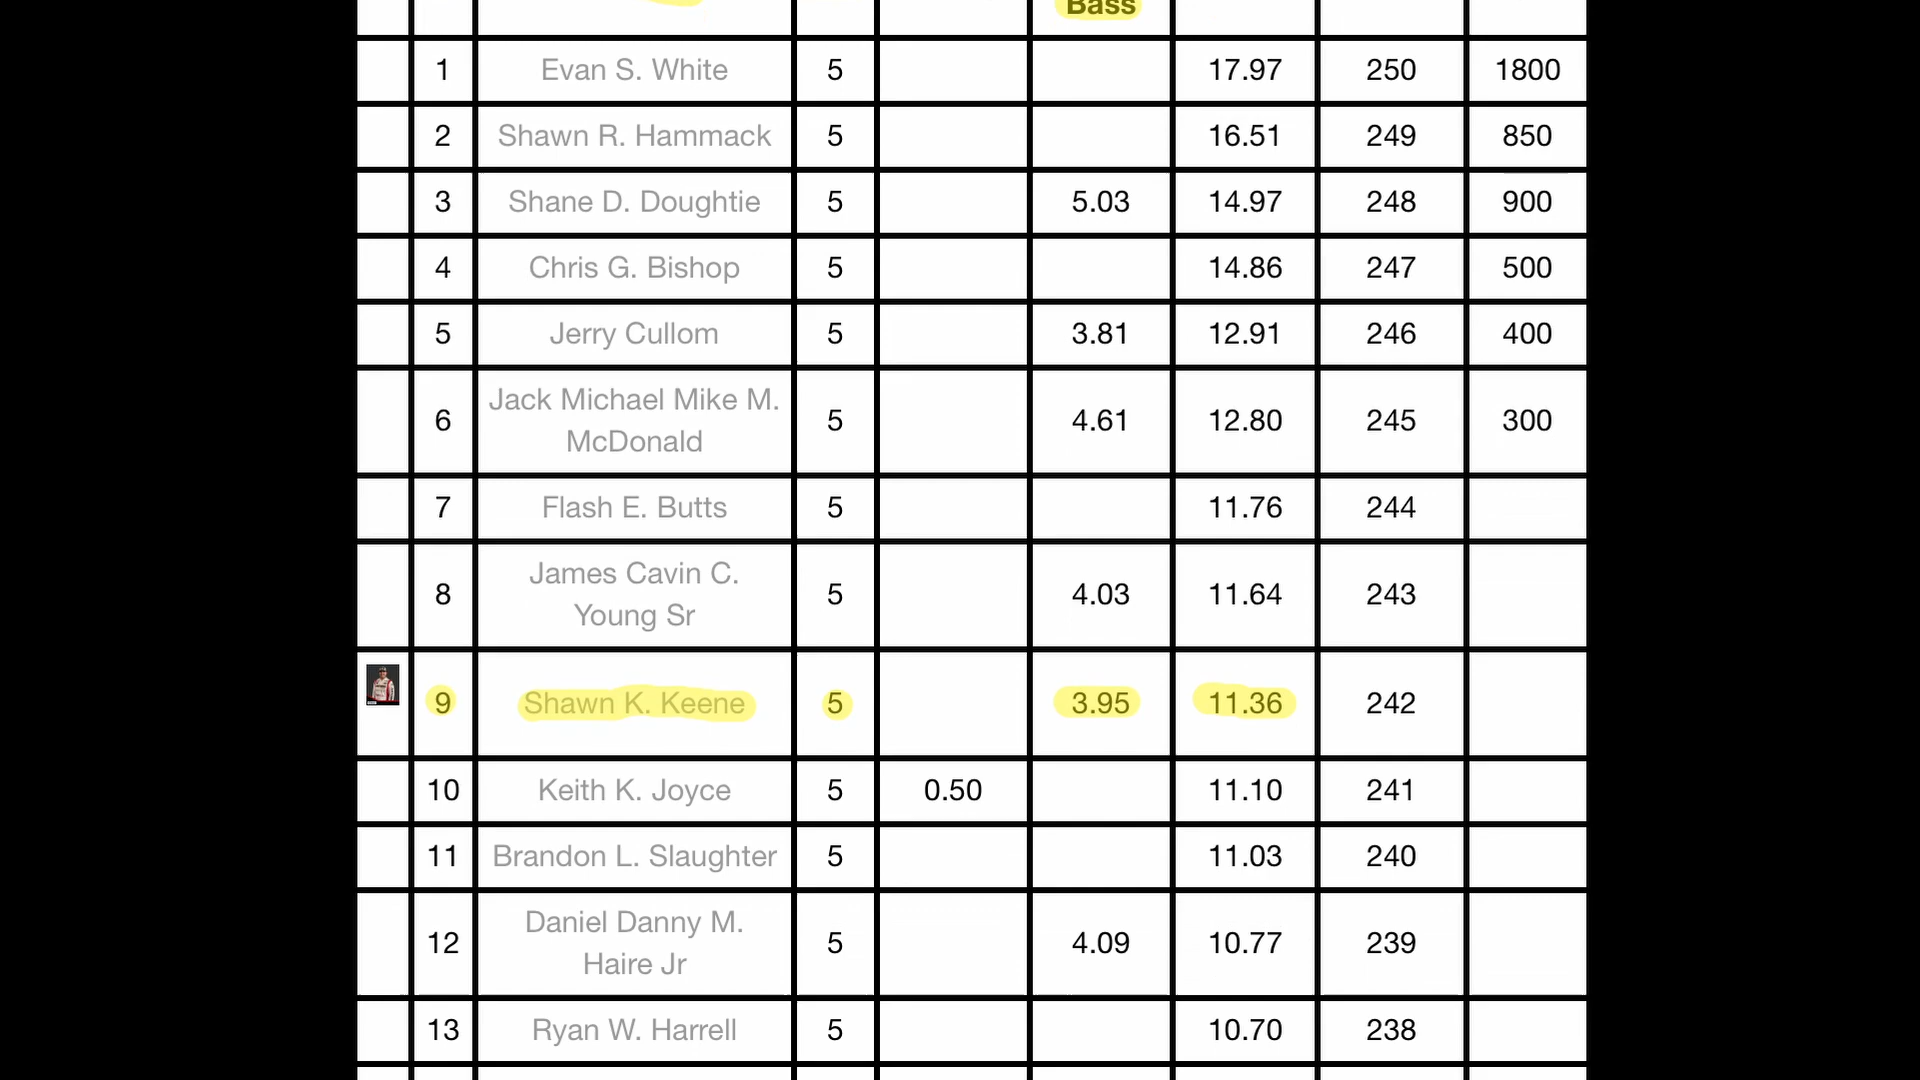 Bass
1 Evan S. White 5 17.97 250 1800
2 Shawn R. Hammack 5 16.51 249 850
3 Shane D. Doughtie 5 5.03 14.97 248 900
4 Chris G. Bishop 5 14.86 247 500
5 Jerry Cullom 5 3.81 12.91 246 400
Jack Michael Mike M.
6 McDonald 5 4.61 12.80 245 300
7 Flash E. Butts 5 11.76 244
James Cavin C.
8 Young Sr 5 4.03 11.64 243
9 Shawn K. Keene 5 3.95 11.36 242
10 Keith K. Joyce 5 0.50 11.10 241
11 Brandon L. Slaughter 5 11.03 240
Daniel Danny M.
12 Haire Jr 5 4.09 10.77 239
13 Ryan W. Harrell 5 10.70 238